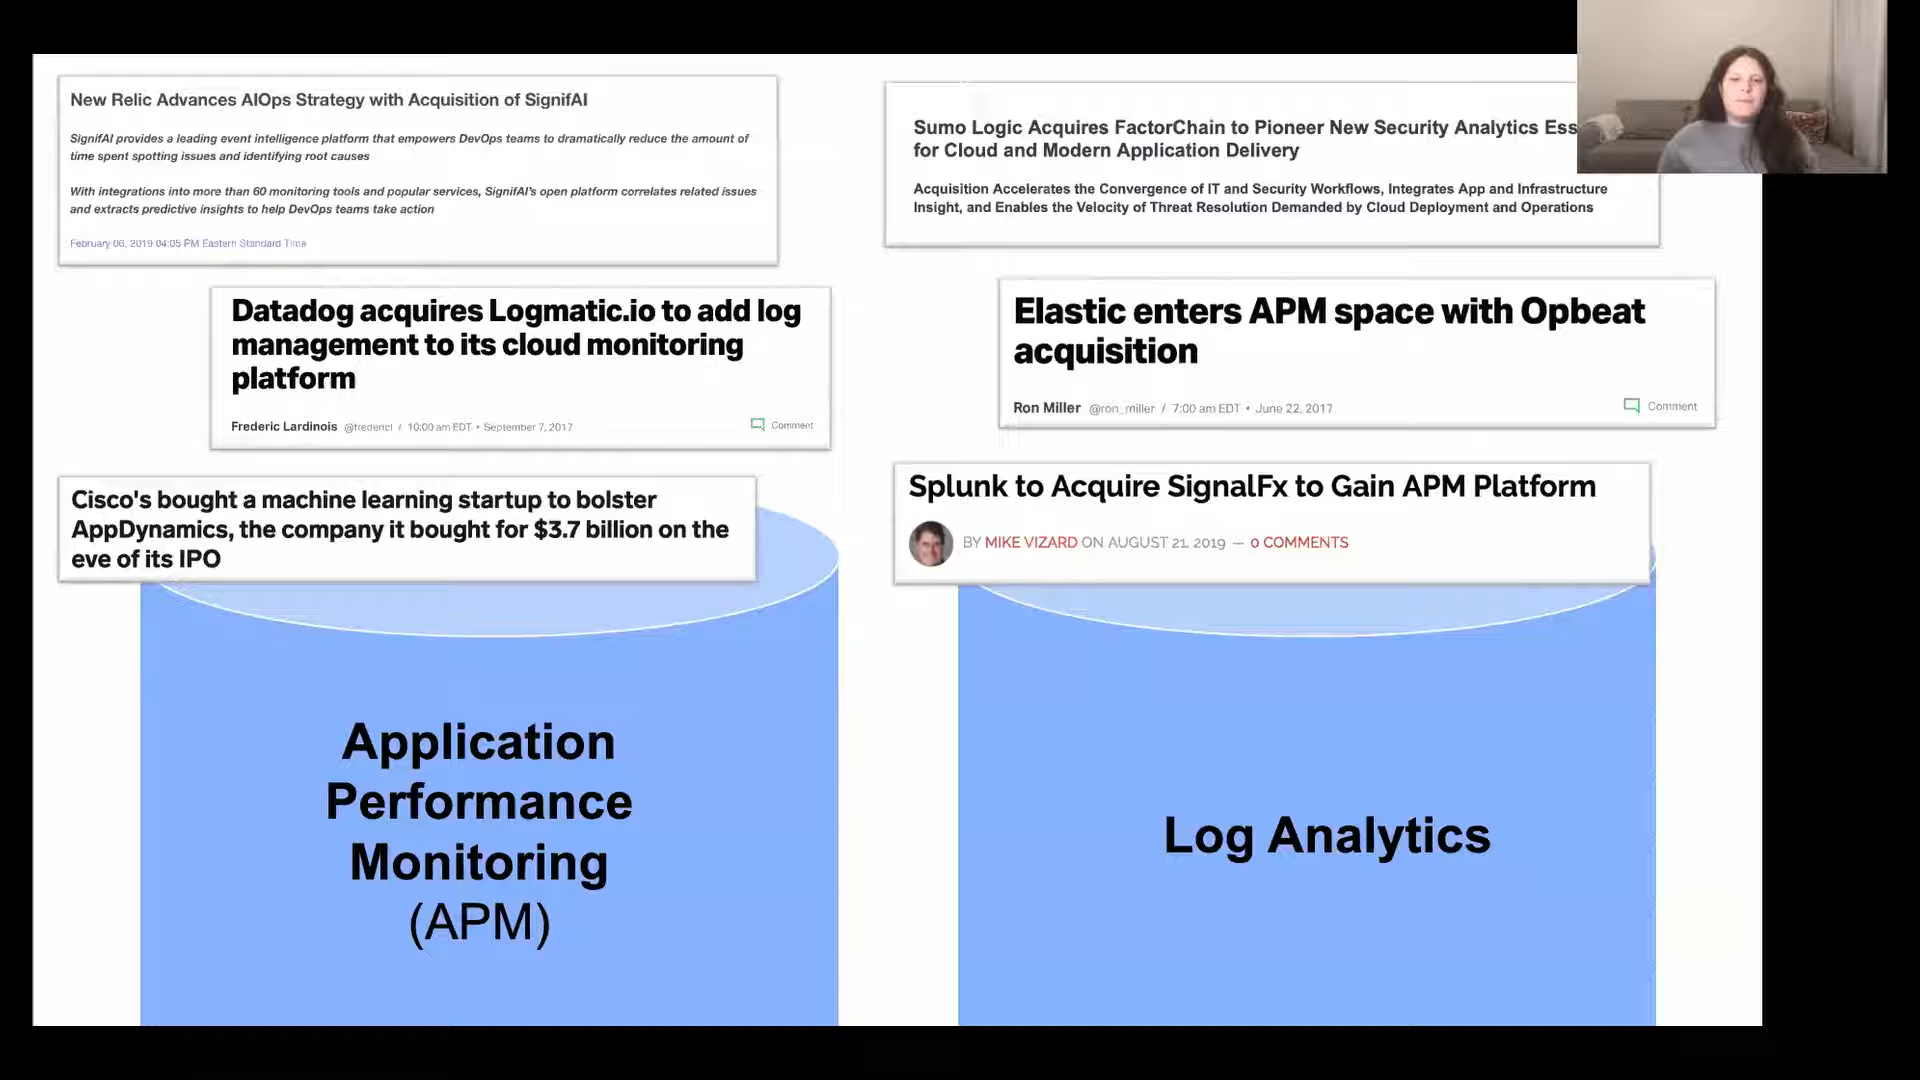 New Relic Advances AIOps Strategy with Acquisition of SignifAI
SignifAI provides a leading event intelligence platform that empowers DevOps teams to dramatically reduce the amount of
time spent spotting issues and identifying root causes
With integrations into more than 60 monitoring tools and popular services, SignifAI's open platform correlates related issues
and extracts predictive insights to help DevOps teams take action
February 06, 2019 04:05 PM Eastern Standard Time
Datadog acquires Logmatic.io to add log
management to its cloud monitoring
platform
Frederic Lardinois @fredericl / 10:00 am EDT • September 7, 2017
Comment
Cisco's bought a machine learning startup to bolster
AppDynamics, the company it bought for $3.7 billion on the
eve of its IPO
Application
Performance
Monitoring
(APM)
Sumo Logic Acquires FactorChain to Pioneer New Security Analytics Ess
for Cloud and Modern Application Delivery
Acquisition Accelerates the Convergence of IT and Security Workflows, Integrates App and Infrastructure
Insight, and Enables the Velocity of Threat Resolution Demanded by Cloud Deployment and Operations
Elastic enters APM space with Opbeat
acquisition
Ron Miller @ron_miller / 7:00 am EDT • June 22, 2017
Comment
Splunk to Acquire SignalFx to Gain APM Platform
BY MIKE VIZARD ON AUGUST 21, 2019 — 0 COMMENTS
Log Analytics